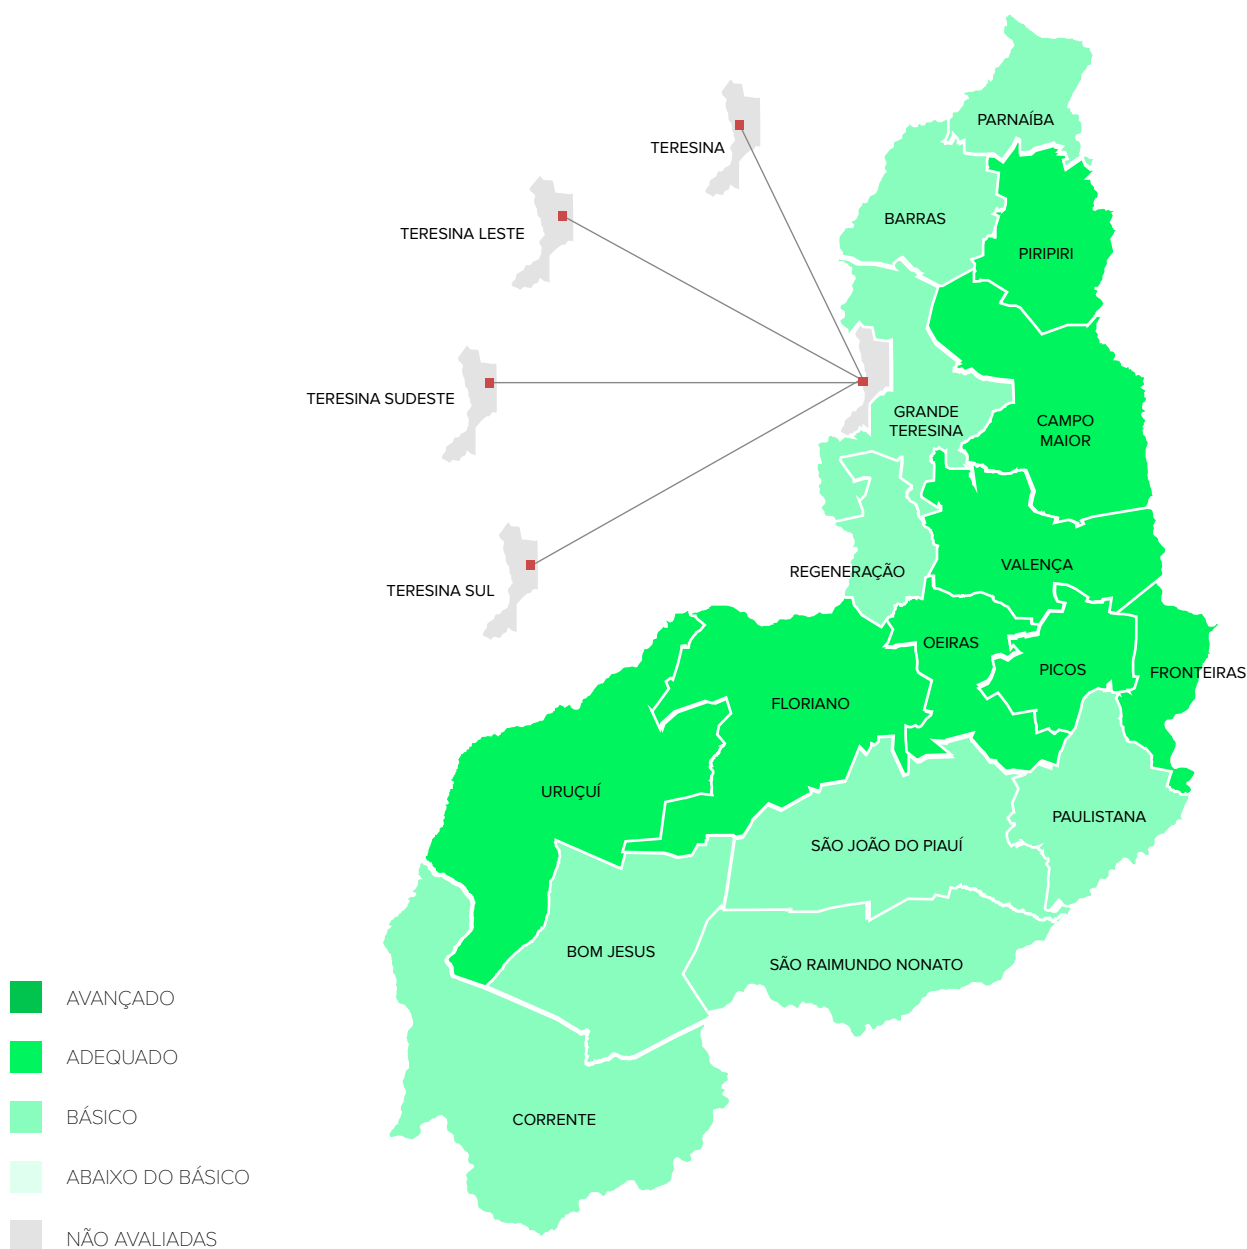 PARNAÍBA
TERESINA
BARRAS
TERESINA LESTE
PIRIPIRI
TERESINA SUDESTE
GRANDE
TERESINA
CAMPO
MAIOR
VALENÇA
REGENERAÇÃO
TERESINA SUL
OEIRAS
PICOS
FRONTEIRAS
FLORIANO
URUÇUÍ
PAULISTANA
SÃO JOÃO DO PIAUÍ
BOM JESUS
SÃO RAIMUNDO NONATO
CORRENTE
AVANÇADO
ADEQUADO
BÁSICO
ABAIXO DO BÁSICO
NÃO AVALIADAS